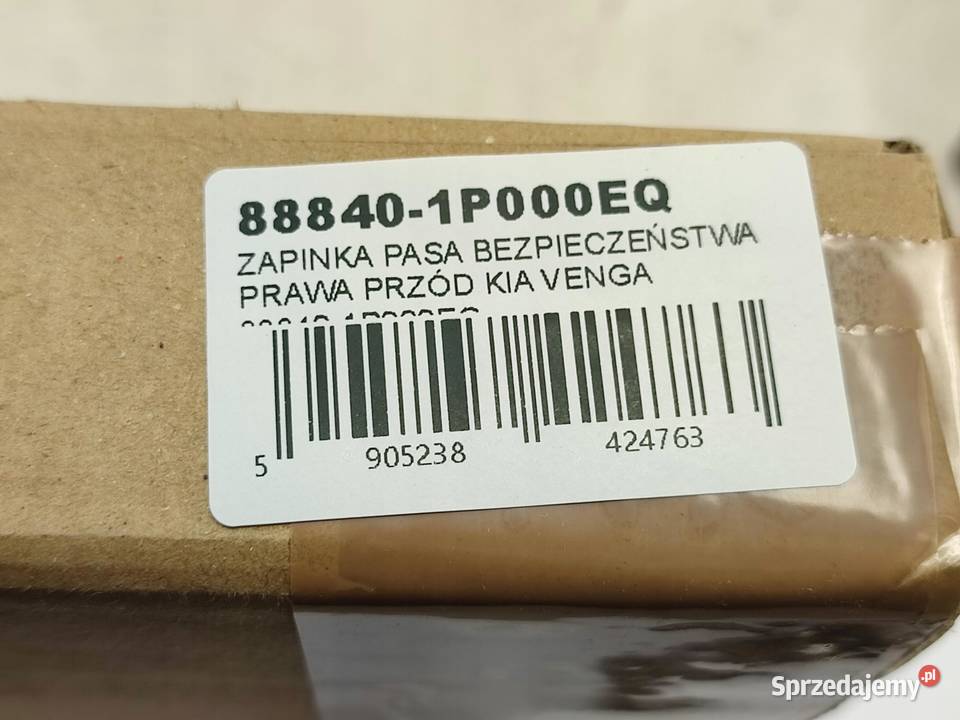 88840-1P000EQ
ZAPINKA PASA BEZPIECZEŃSTWA
PRAWA PRZÓD KIA VENGA
5 905238 424763
Sprzedajemy.pl